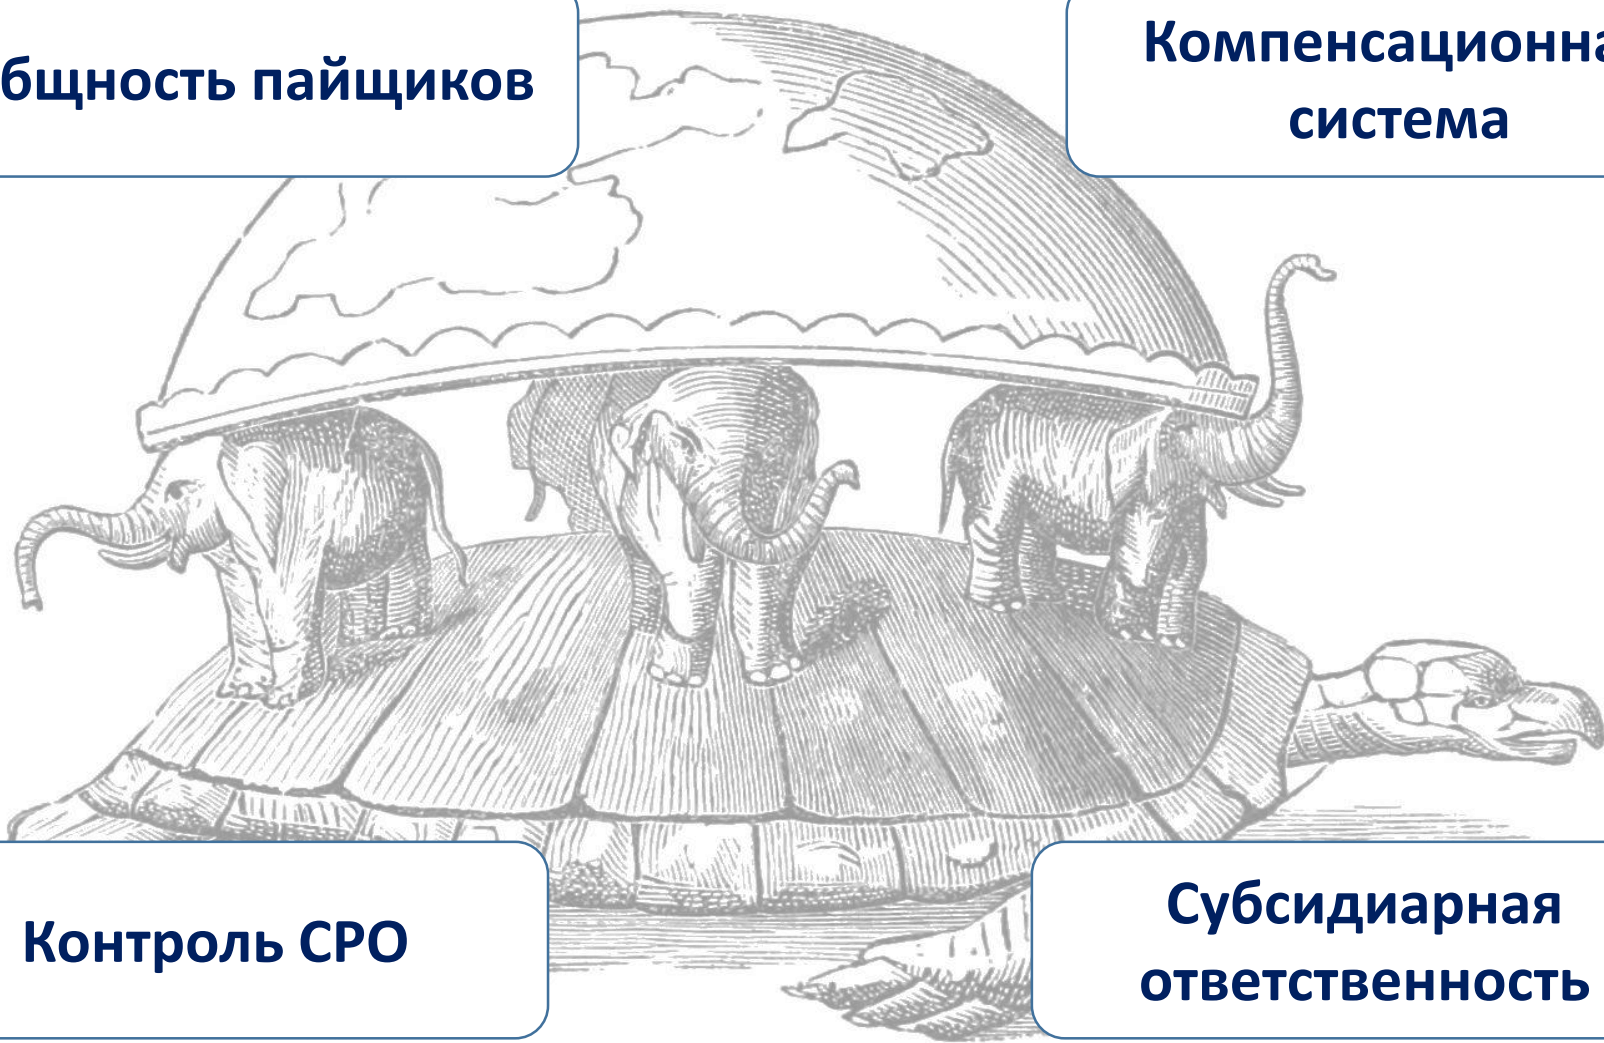 бщность пайщиков
Компенсационна
система
Контроль СРО
Субсидиарная
ответственность